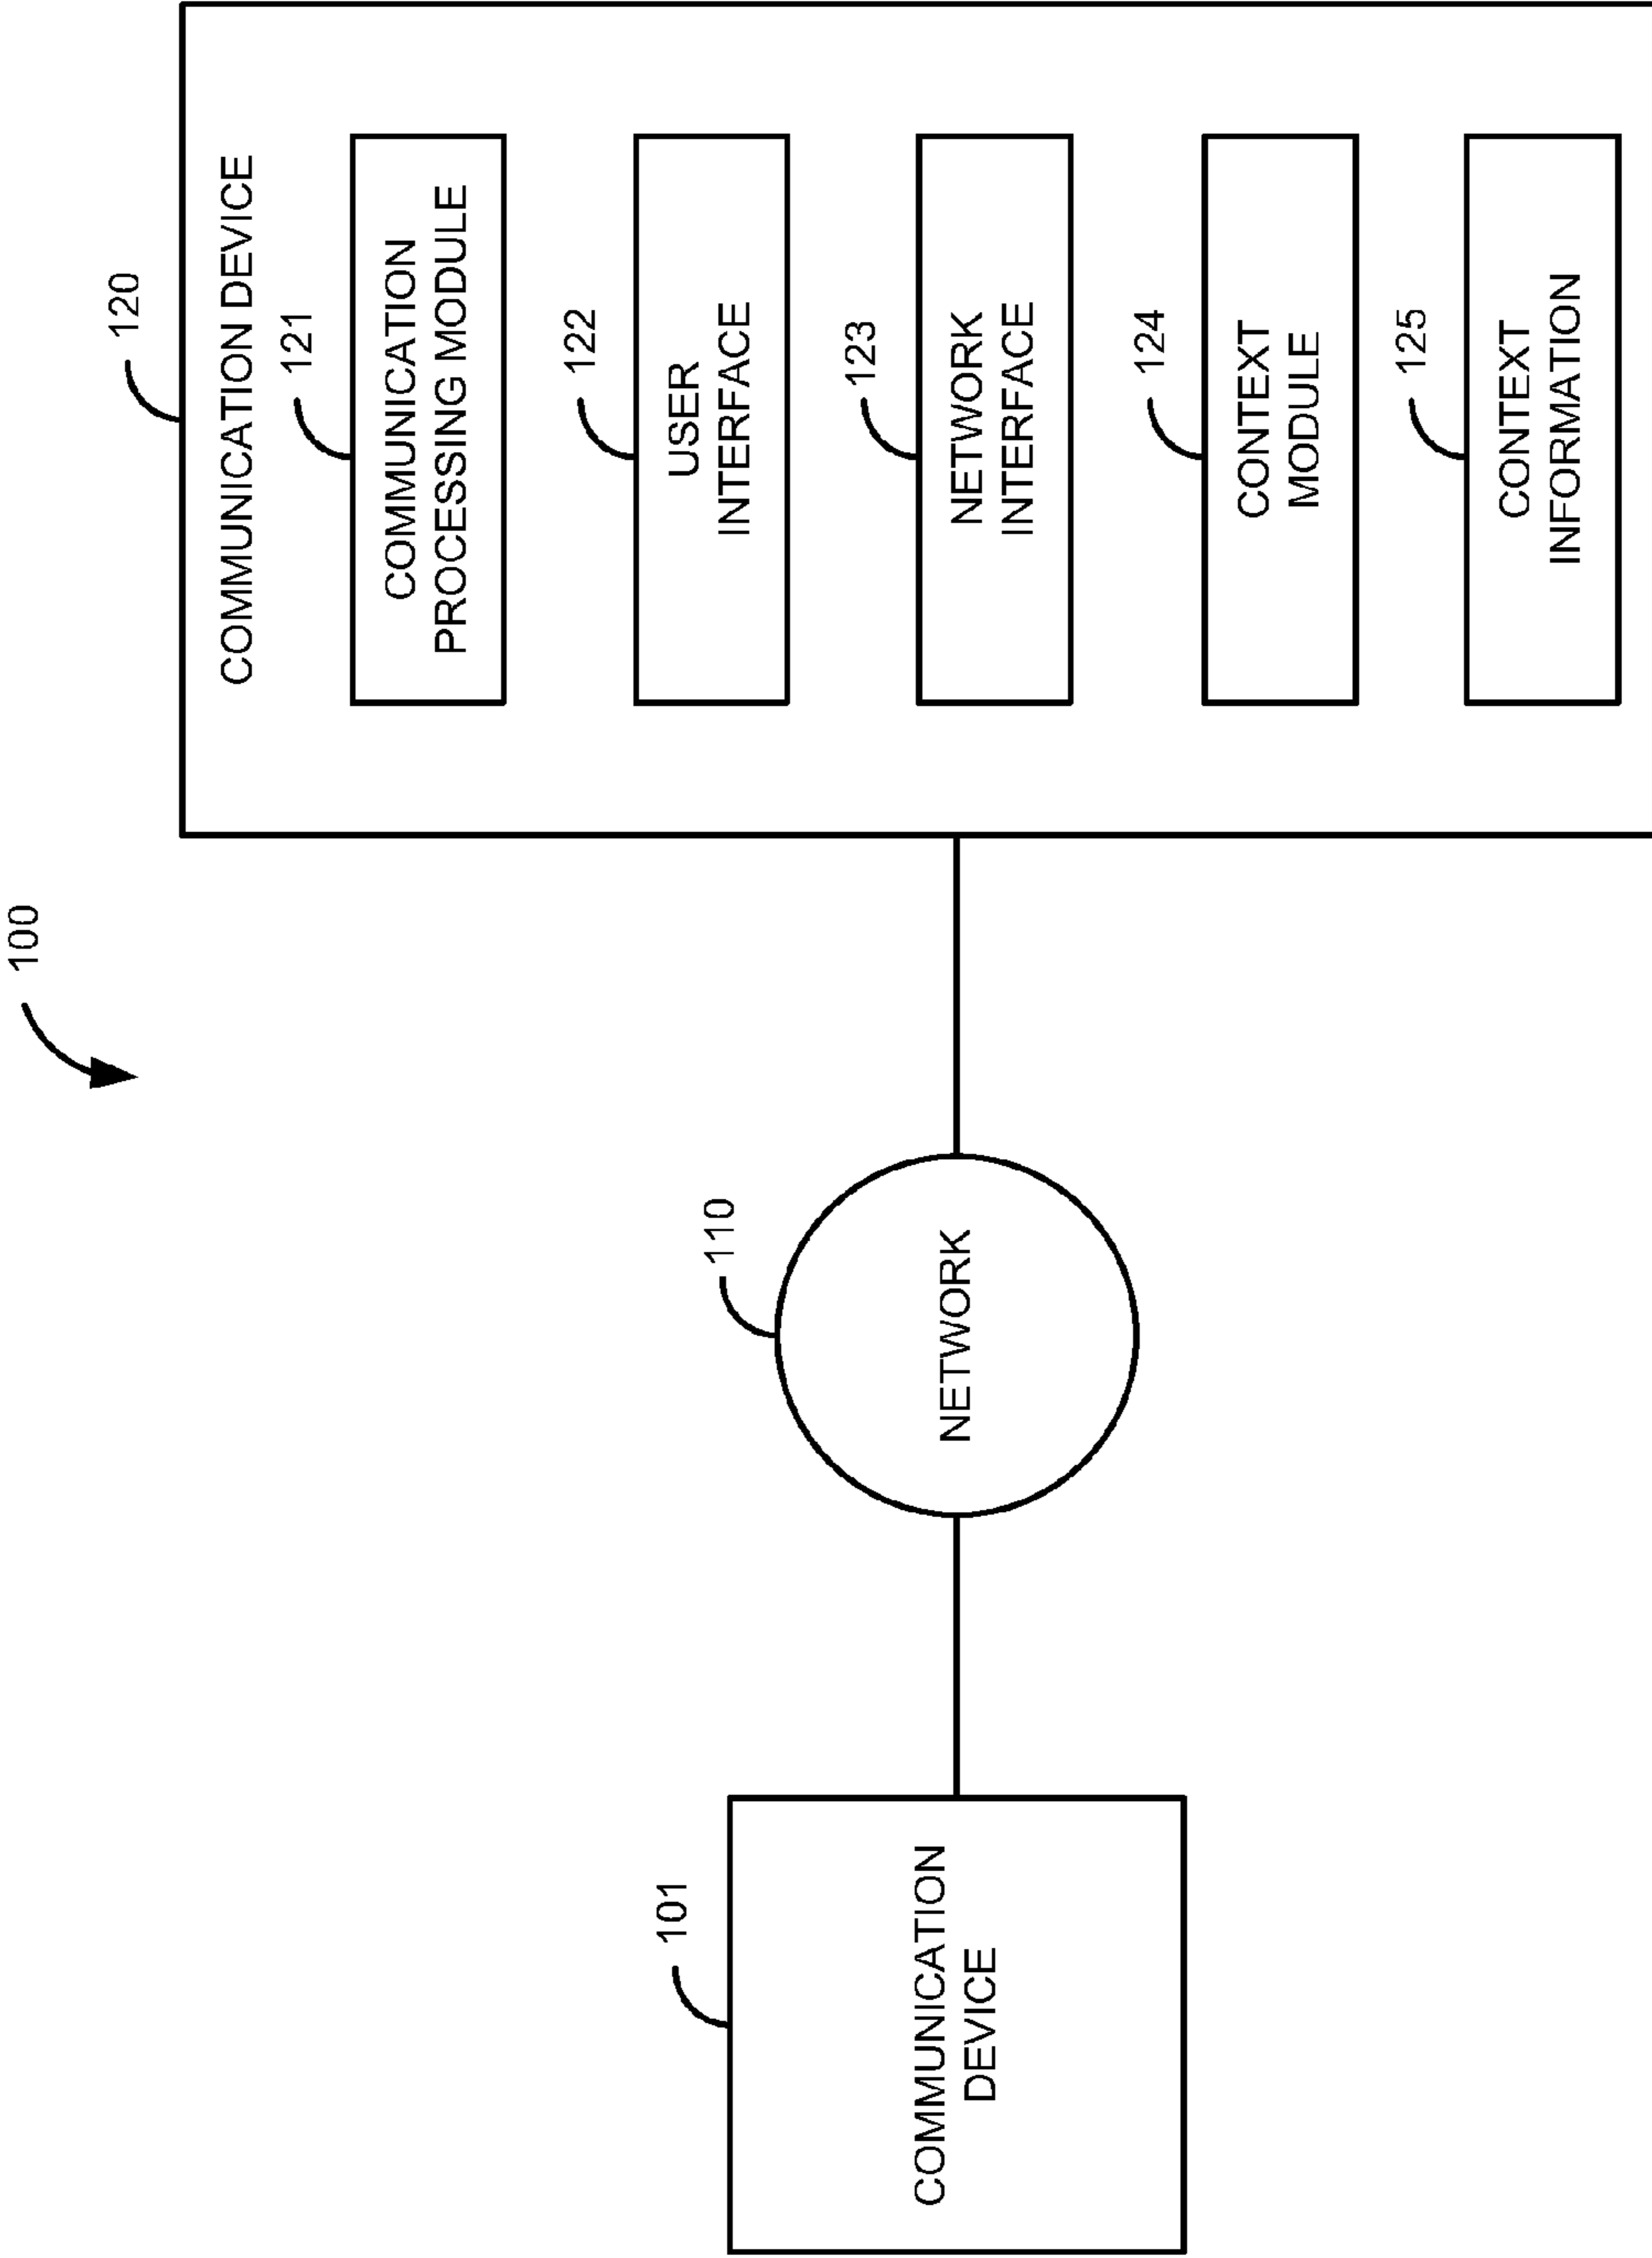 100
101
COMMUNICATION
DEVICE
110
NETWORK
120
COMMUNICATION DEVICE
121
COMMUNICATION
PROCESSING MODULE
122
USER
INTERFACE
123
NETWORK
INTERFACE
124
CONTEXT
MODULE
125
CONTEXT
INFORMATION